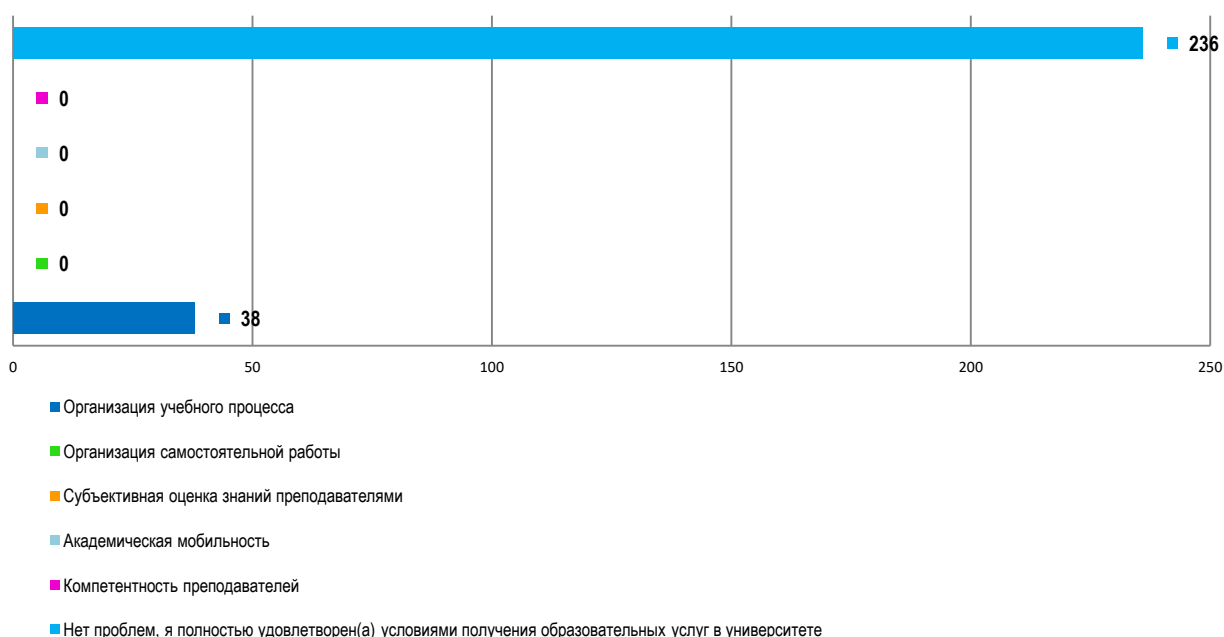 236
0
0
0
0
38
0 50 100 150 200 250
Организация учебного процесса
Организация самостоятельной работы
Субъективная оценка знаний преподавателями
Академическая мобильность
Компетентность преподавателей
Нет проблем, я полностью удовлетворен(а) условиями получения образовательных услуг в университете